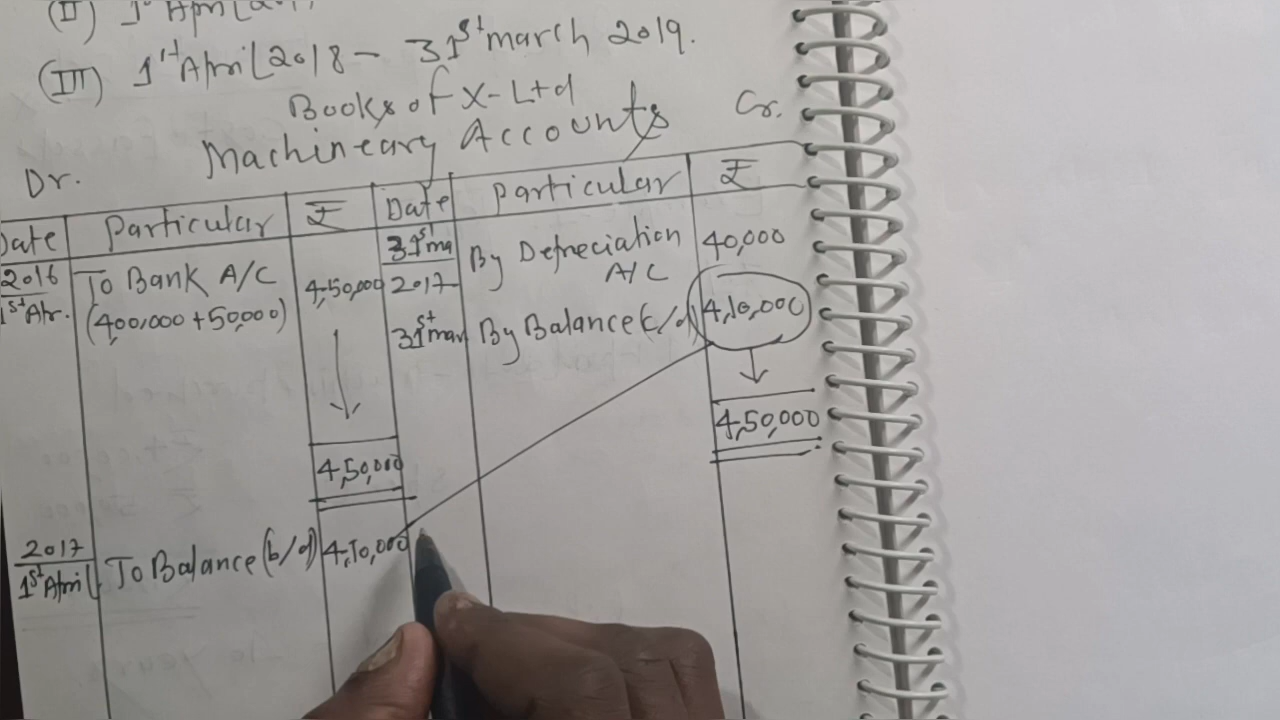 (II) 1st April
(III) 1st April 2018 - 31st march 2019.
Books of X-Ltd
Machineary Accounts
Dr. Cr.
Date Particular ₹ Date particular ₹
2016 To Bank A/C 4,50,000 31st ma By Depreciation 40,000
1st Apr. (400,000 + 50,000) 2017 A/C
31st mar By Balance (c/d) 4,10,000
4,50,000
4,50,000
2017 To Balance (b/d) 4,10,000
1st April